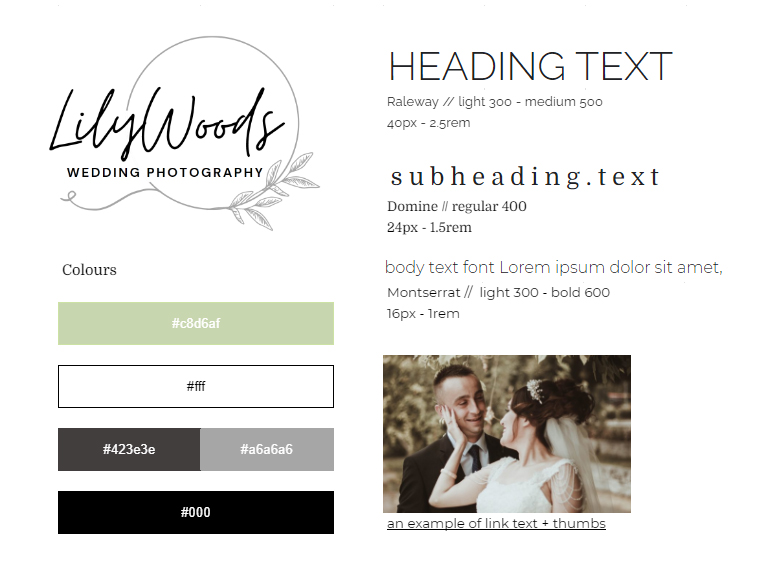 LilyWoods
WEDDING PHOTOGRAPHY
Colours
#c8d6af
#fff
#423e3e #a6a6a6
#000
HEADING TEXT
Raleway // light 300 - medium 500
40px - 2.5rem
subheading.text
Domine // regular 400
24px - 1.5rem
body text font Lorem ipsum dolor sit amet,
Montserrat // light 300 - bold 600
16px - 1rem
an example of link text + thumbs